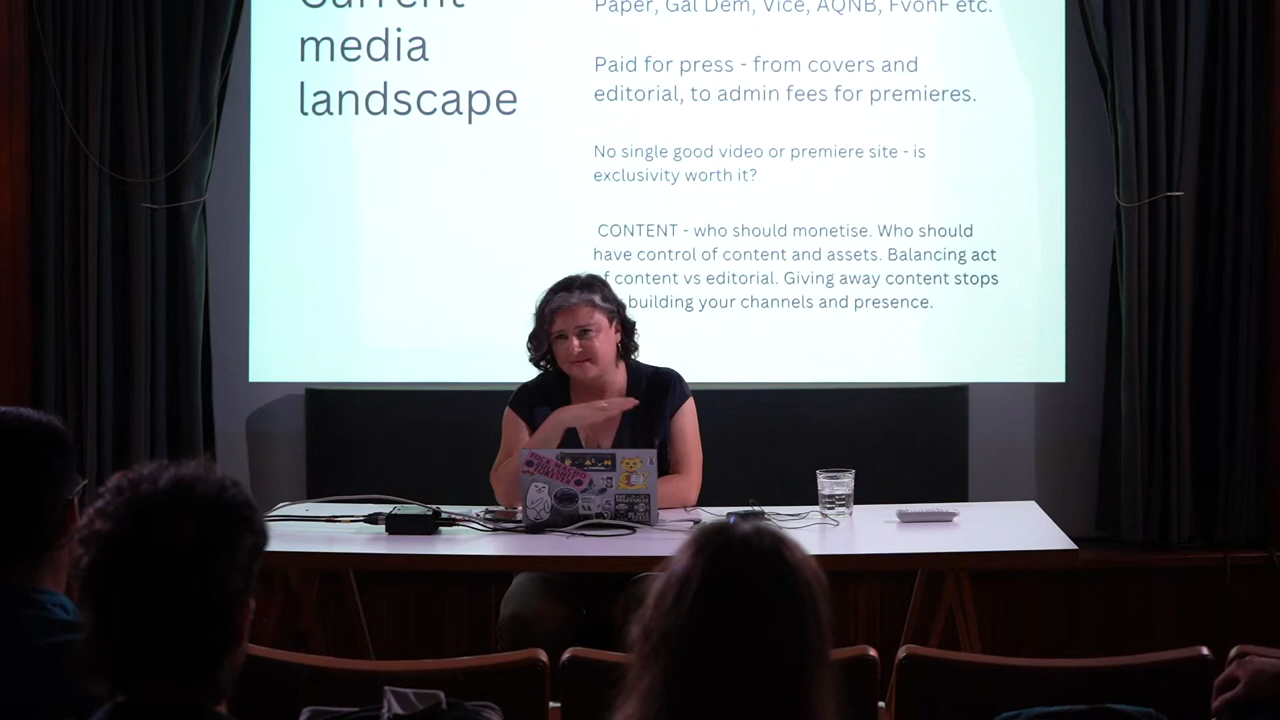 Current
media
landscape
Paper, Gal Dem, Vice, AQNB, FvonF etc.
Paid for press - from covers and
editorial, to admin fees for premieres.
No single good video or premiere site - is
exclusivity worth it?
CONTENT - who should monetise. Who should
have control of content and assets. Balancing act
of content vs editorial. Giving away content stops
building your channels and presence.
FUCK
FOREVER